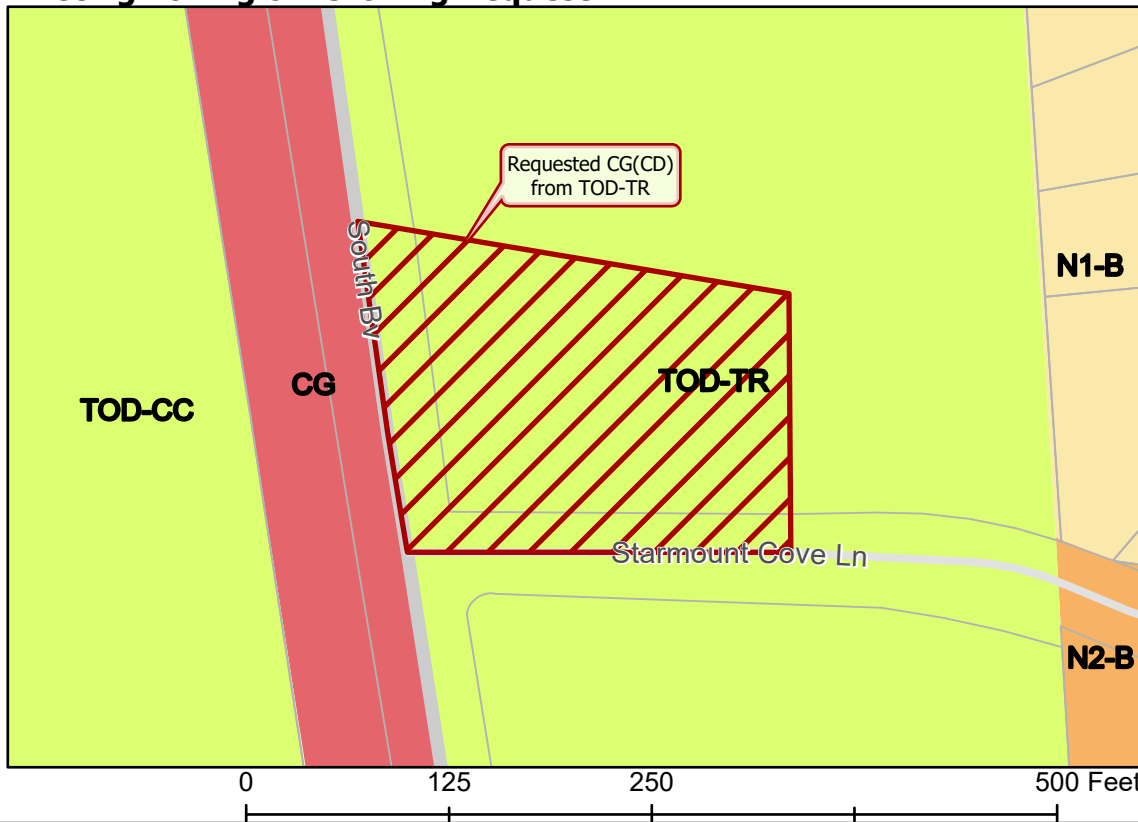 Requested CG(CD)
from TOD-TR
South Bv
N1-B
TOD-TR
CG
TOD-CC
Starmount Cove Ln
N2-B
0 125 250 500 Feet